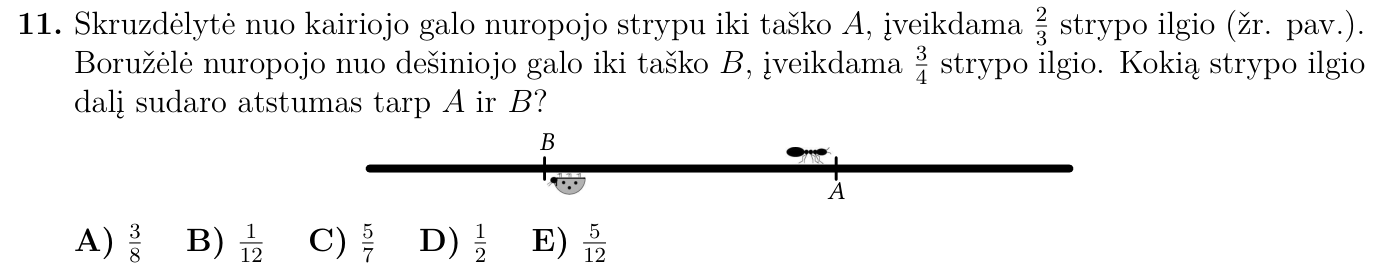 11. Skruzdėlytė nuo kairiojo galo nuropojo strypu iki taško A, įveikdama 2/3 strypo ilgio (žr. pav.).
Boružėlė nuropojo nuo dešiniojo galo iki taško B, įveikdama 3/4 strypo ilgio. Kokią strypo ilgio
dalį sudaro atstumas tarp A ir B?
B
A
A) 3/8 B) 1/12 C) 5/7 D) 1/2 E) 5/12